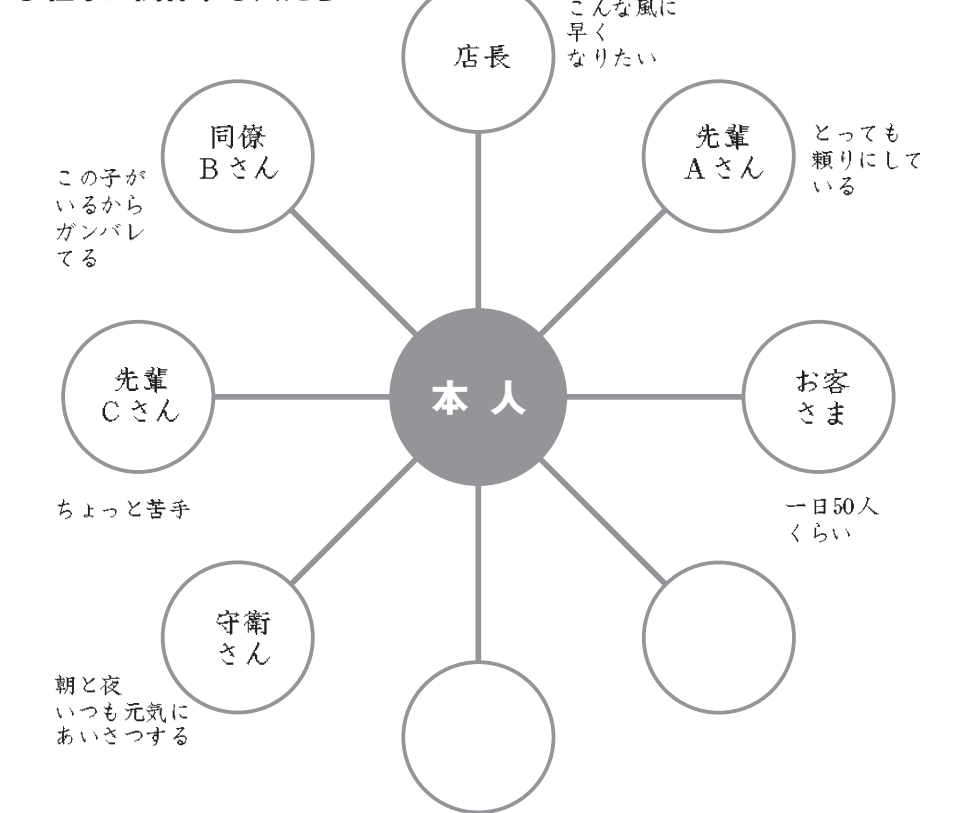 こんな風に
早く
なりたい
店長
同僚
Bさん
この子が
いるから
ガンバレ
てる
先輩
Aさん
とっても
頼りにして
いる
先輩
Cさん
ちょっと苦手
本人
お客
さま
一日50人
くらい
守衛
さん
朝と夜
いつも元気に
あいさつする